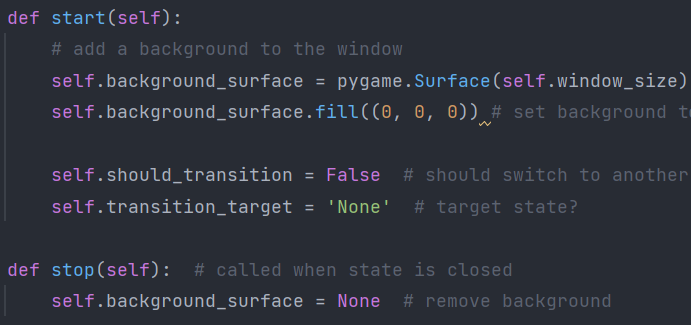 def start(self):
    # add a background to the window
    self.background_surface = pygame.Surface(self.window_size)
    self.background_surface.fill((0, 0, 0)) # set background
    self.should_transition = False  # should switch to another
    self.transition_target = 'None'  # target state?
def stop(self):  # called when state is closed
    self.background_surface = None  # remove background